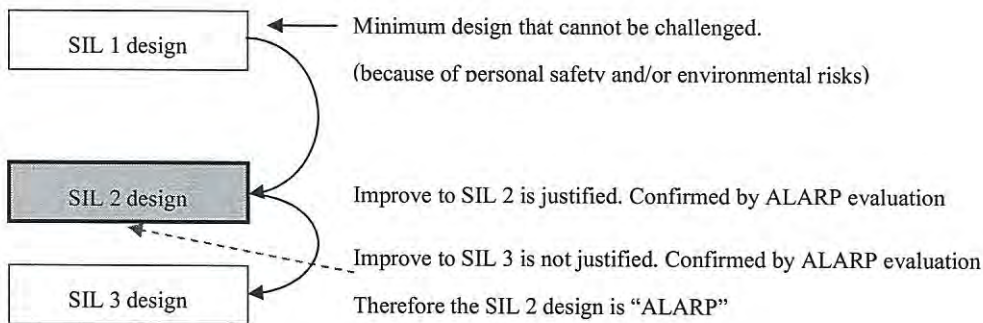 SIL 1 design
Minimum design that cannot be challenged.
(because of personal safety and/or environmental risks)
SIL 2 design
Improve to SIL 2 is justified. Confirmed by ALARP evaluation
Improve to SIL 3 is not justified. Confirmed by ALARP evaluation
SIL 3 design
Therefore the SIL 2 design is “ALARP”